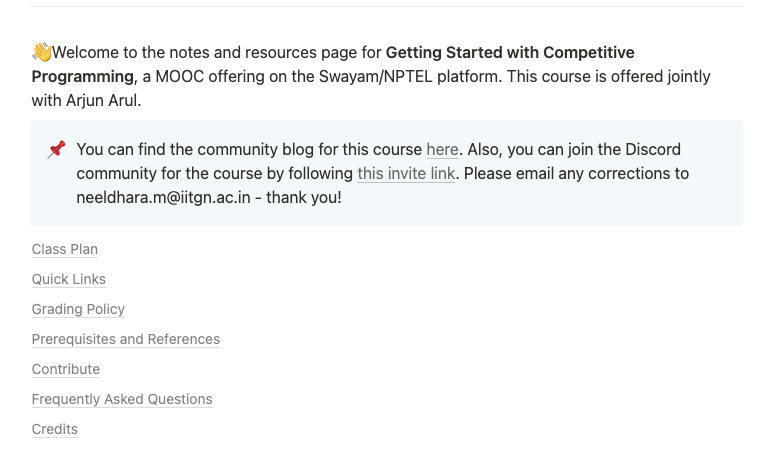 👋Welcome to the notes and resources page for Getting Started with Competitive
Programming, a MOOC offering on the Swayam/NPTEL platform. This course is offered jointly
with Arjun Arul.
📌 You can find the community blog for this course here. Also, you can join the Discord
community for the course by following this invite link. Please email any corrections to
neeldhara.m@iitgn.ac.in - thank you!
Class Plan
Quick Links
Grading Policy
Prerequisites and References
Contribute
Frequently Asked Questions
Credits